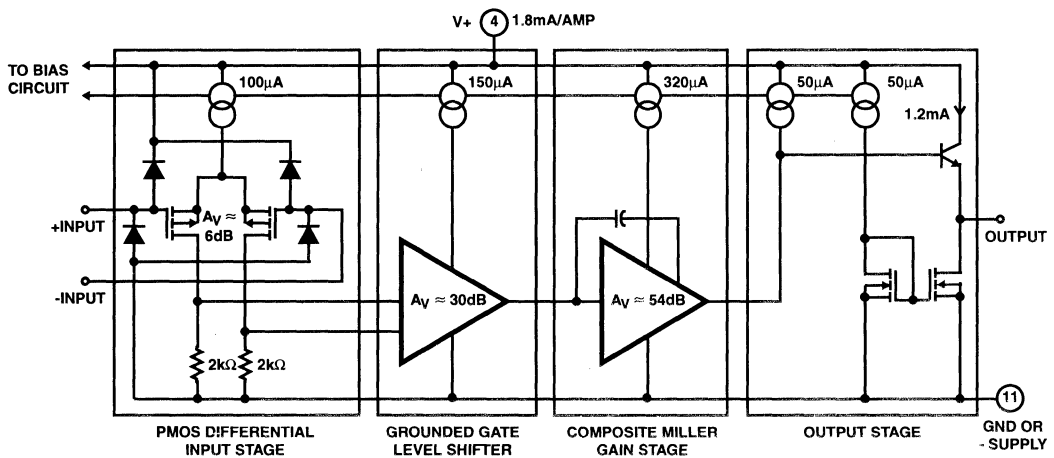 V+ 4 1.8mA/AMP
TO BIAS
CIRCUIT
100µA
150µA
320µA
50µA
50µA
1.2mA
+INPUT
-INPUT
AV ≈
6dB
AV ≈ 30dB
AV ≈ 54dB
OUTPUT
2kΩ
2kΩ
11
GND OR
- SUPPLY
PMOS DIFFERENTIAL
INPUT STAGE
GROUNDED GATE
LEVEL SHIFTER
COMPOSITE MILLER
GAIN STAGE
OUTPUT STAGE